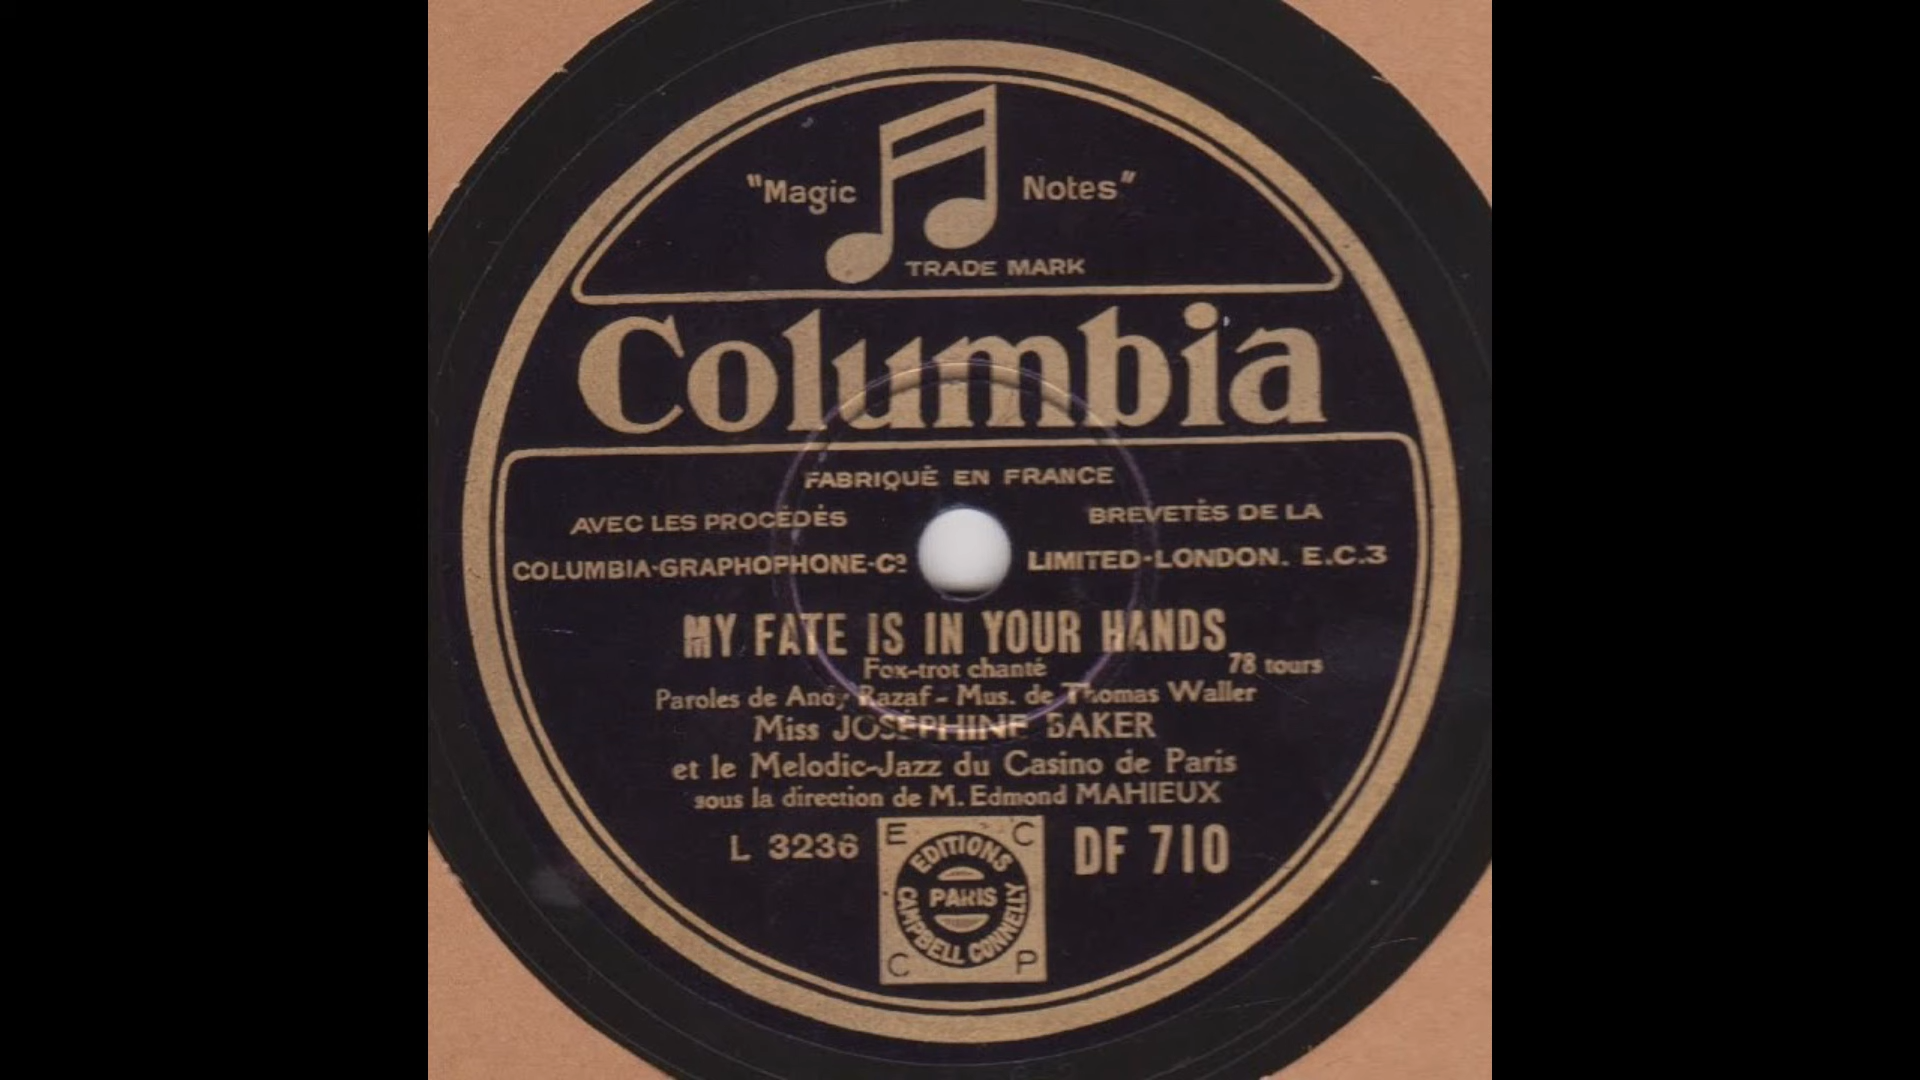 "Magic Notes"
TRADE MARK
Columbia
FABRIQUÉ EN FRANCE
AVEC LES PROCÉDÉS BREVETÉS DE LA
COLUMBIA-GRAPHOPHONE-Cº LIMITED-LONDON. E.C.3
MY FATE IS IN YOUR HANDS
Fox-trot chanté 78 tours
Paroles de Andy Razaf - Mus. de Thomas Waller
Miss JOSÉPHINE BAKER
et le Melodic-Jazz du Casino de Paris
sous la direction de M. Edmond MAHIEUX
L 3236 DF 710
E C
EDITIONS
PARIS
CAMPBELL CONNELLY
C P